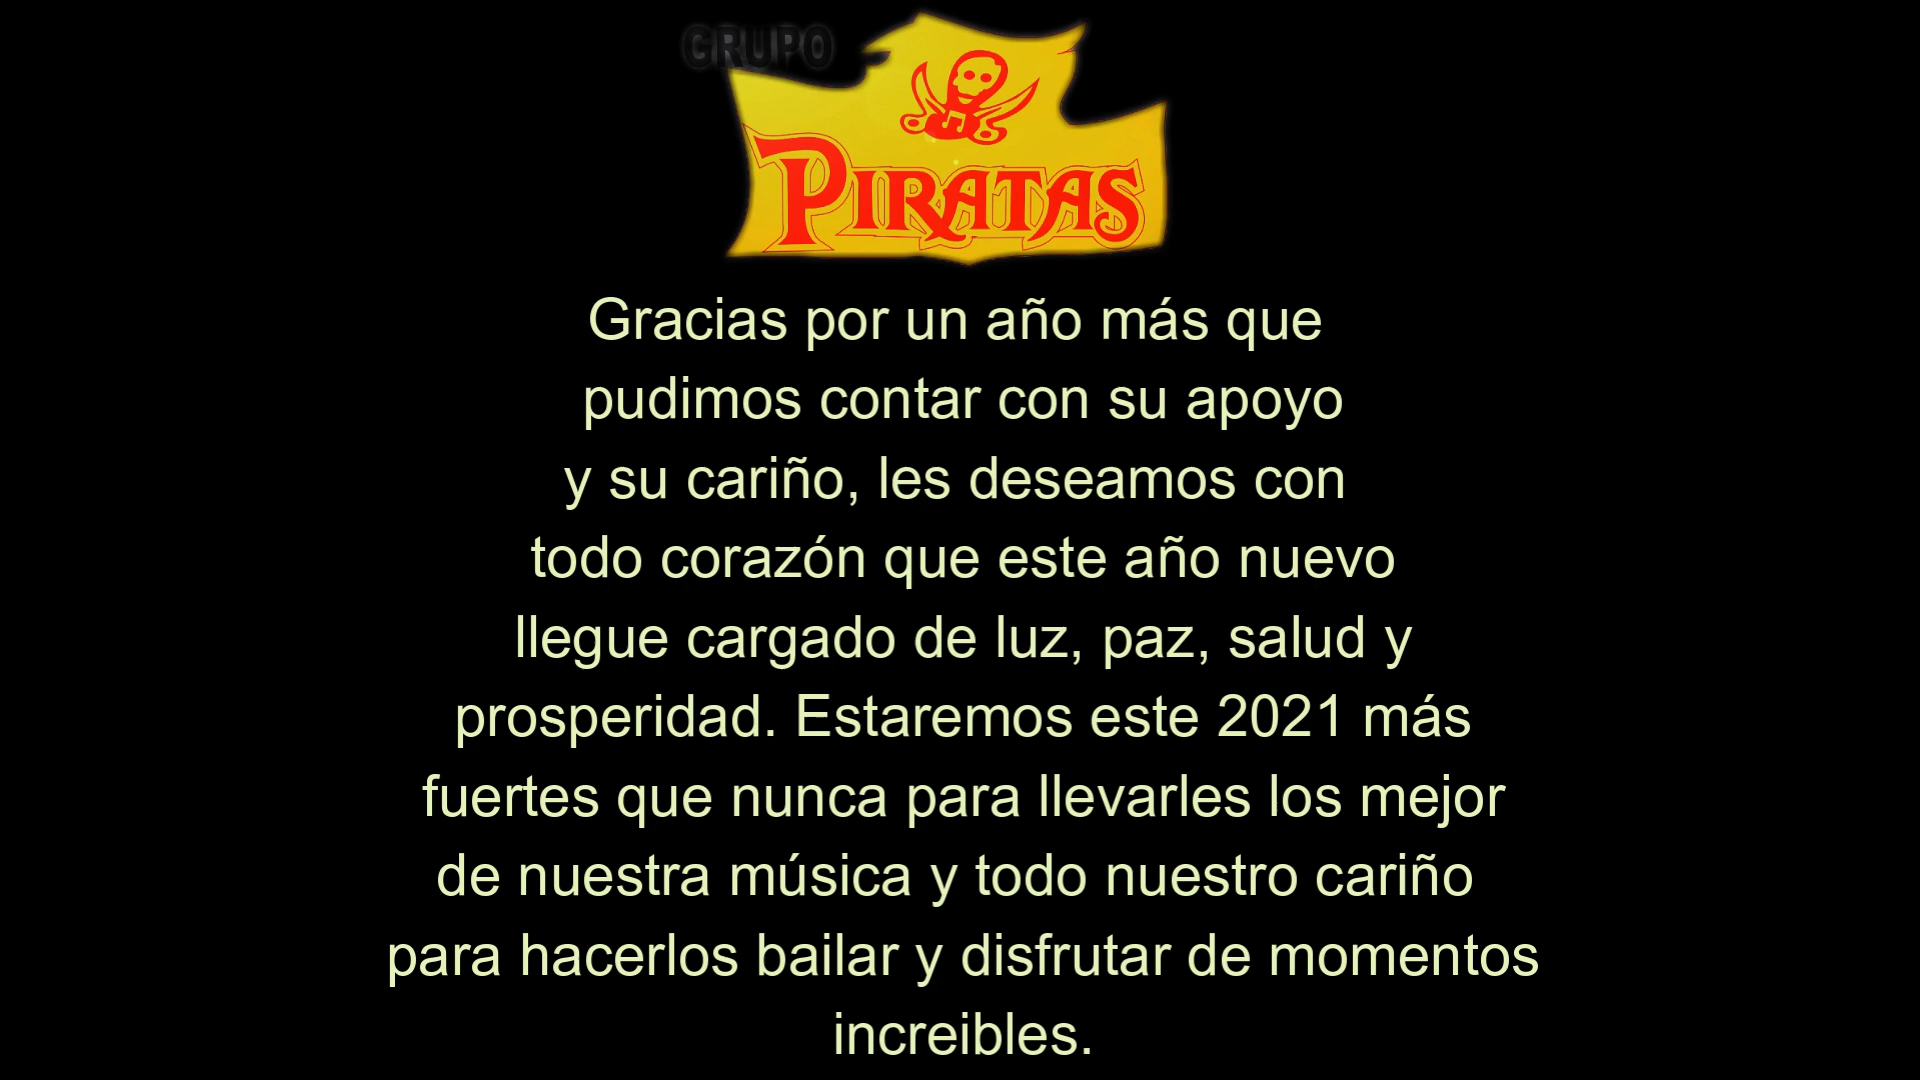 GRUPO
PIRATAS
Gracias por un año más que
pudimos contar con su apoyo
y su cariño, les deseamos con
todo corazón que este año nuevo
llegue cargado de luz, paz, salud y
prosperidad. Estaremos este 2021 más
fuertes que nunca para llevarles los mejor
de nuestra música y todo nuestro cariño
para hacerlos bailar y disfrutar de momentos
increibles.